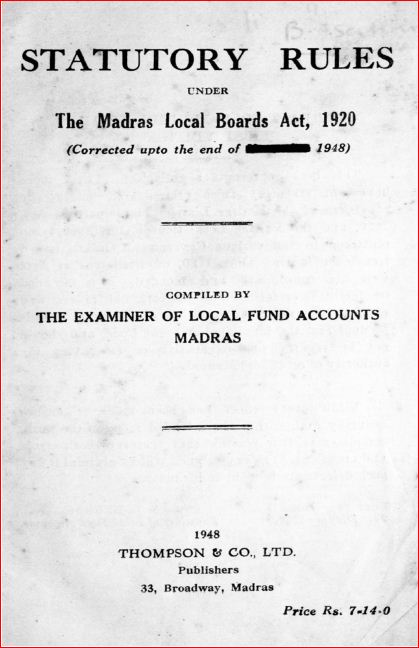 STATUTORY RULES
UNDER
The Madras Local Boards Act, 1920
(Corrected upto the end of 1948)
COMPILED BY
THE EXAMINER OF LOCAL FUND ACCOUNTS
MADRAS
1948
THOMPSON & CO., LTD.
Publishers
33, Broadway, Madras
Price Rs. 7-14-0